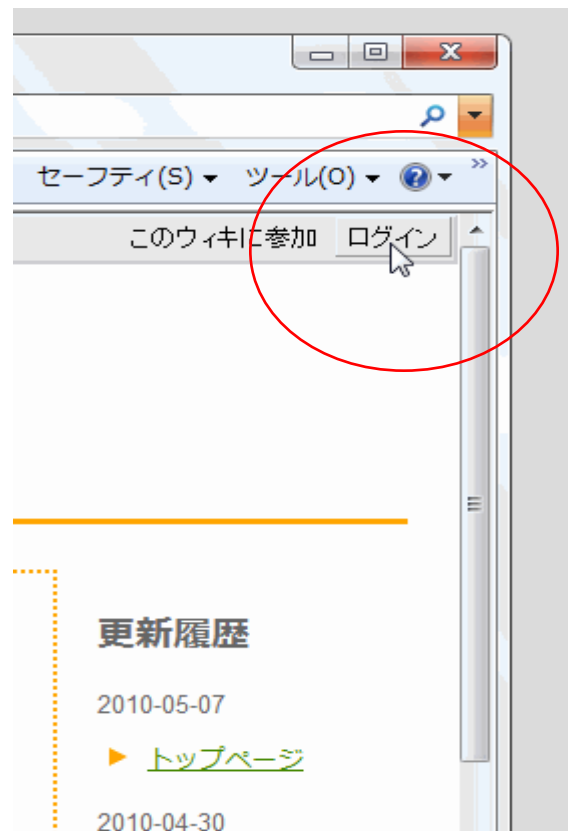 セーフティ(S) ツール(O)
このウィキに参加 ログイン
更新履歴
2010-05-07
トップページ
2010-04-30